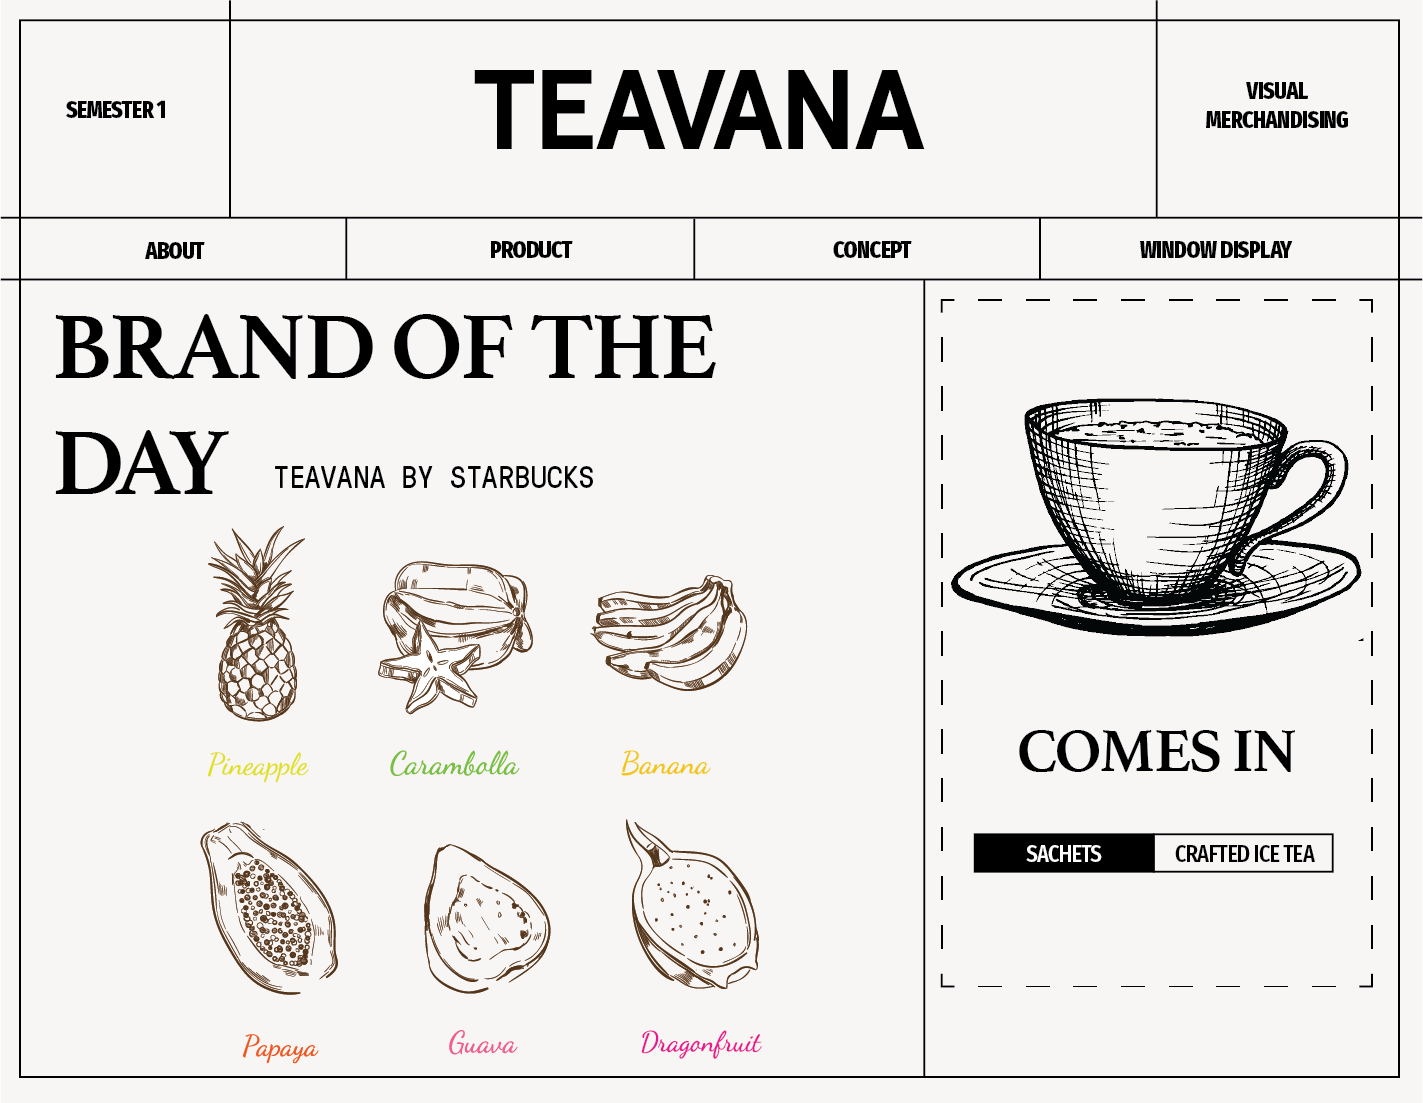 SEMESTER 1
TEAVANA
VISUAL
MERCHANDISING
ABOUT
PRODUCT
CONCEPT
WINDOW DISPLAY
BRAND OF THE
DAY
TEAVANA BY STARBUCKS
Pineapple
Carambolla
Banana
Papaya
Guava
Dragonfruit
COMES IN
SACHETS
CRAFTED ICE TEA